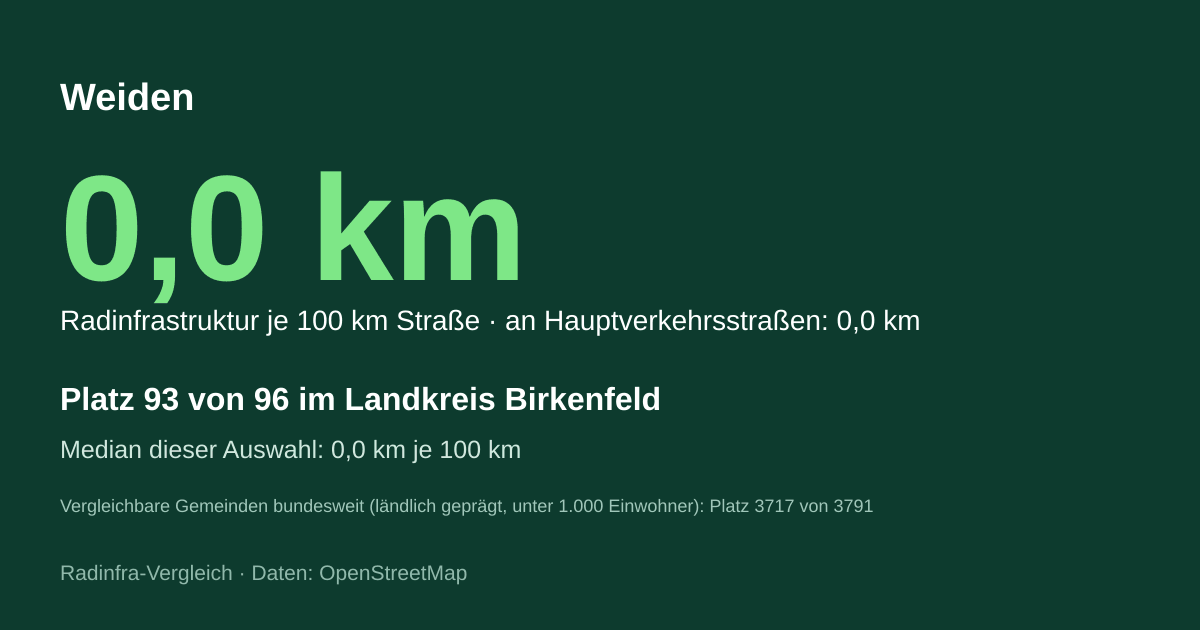 Weiden
0,0 km
Radinfrastruktur je 100 km Straße · an Hauptverkehrsstraßen: 0,0 km
Platz 93 von 96 im Landkreis Birkenfeld
Median dieser Auswahl: 0,0 km je 100 km
Vergleichbare Gemeinden bundesweit (ländlich geprägt, unter 1.000 Einwohner): Platz 3717 von 3791
Radinfra-Vergleich · Daten: OpenStreetMap